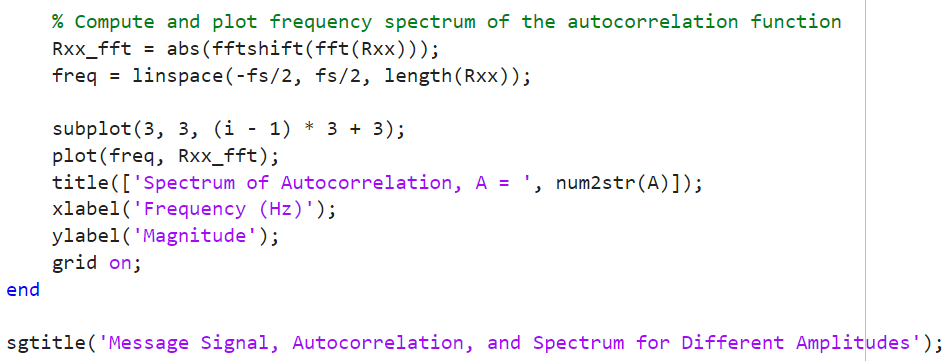 % Compute and plot frequency spectrum of the autocorrelation function
Rxx_fft = abs(fftshift(fft(Rxx)));
freq = linspace(-fs/2, fs/2, length(Rxx));
subplot(3, 3, (i - 1) * 3 + 3);
plot(freq, Rxx_fft);
title(['Spectrum of Autocorrelation, A = ', num2str(A)]);
xlabel('Frequency (Hz)');
ylabel('Magnitude');
grid on;
end
sgtitle('Message Signal, Autocorrelation, and Spectrum for Different Amplitudes');